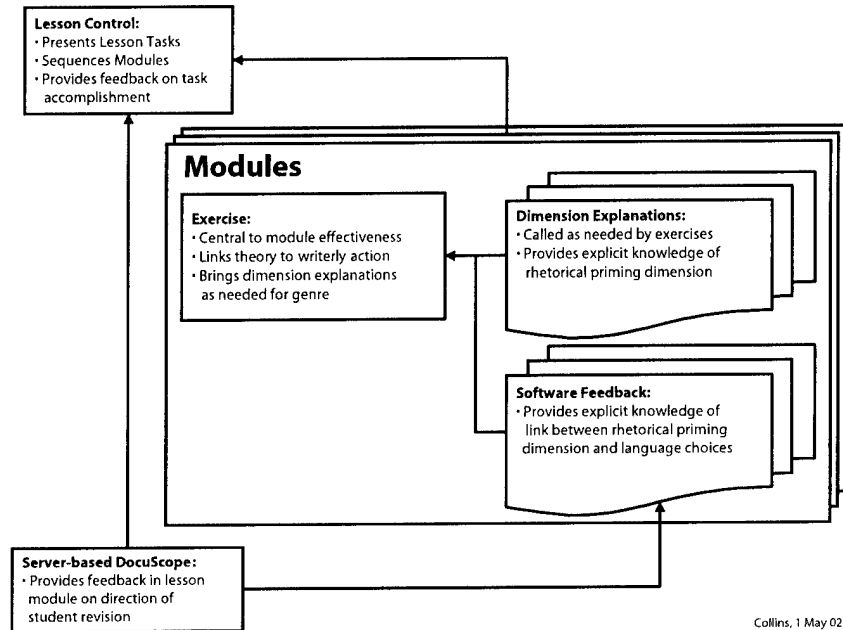 Lesson Control:
· Presents Lesson Tasks
· Sequences Modules
· Provides feedback on task
accomplishment
Modules
Exercise:
· Central to module effectiveness
· Links theory to writerly action
· Brings dimension explanations
as needed for genre
Dimension Explanations:
· Called as needed by exercises
· Provides explicit knowledge of
rhetorical priming dimension
Software Feedback:
· Provides explicit knowledge of
link between rhetorical priming
dimension and language choices
Server-based DocuScope:
· Provides feedback in lesson
module on direction of
student revision
Collins, 1 May 02